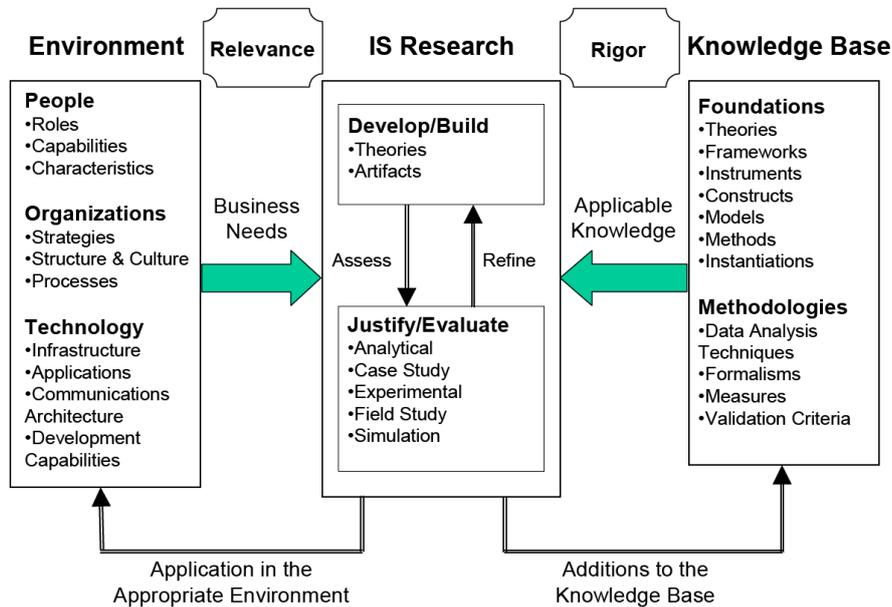 Environment
Relevance
IS Research
Rigor
Knowledge Base
People
•Roles
•Capabilities
•Characteristics
Organizations
•Strategies
•Structure & Culture
•Processes
Technology
•Infrastructure
•Applications
•Communications
Architecture
•Development
Capabilities
Business
Needs
Develop/Build
•Theories
•Artifacts
Assess
Refine
Justify/Evaluate
•Analytical
•Case Study
•Experimental
•Field Study
•Simulation
Applicable
Knowledge
Foundations
•Theories
•Frameworks
•Instruments
•Constructs
•Models
•Methods
•Instantiations
Methodologies
•Data Analysis
Techniques
•Formalisms
•Measures
•Validation Criteria
Application in the
Appropriate Environment
Additions to the
Knowledge Base